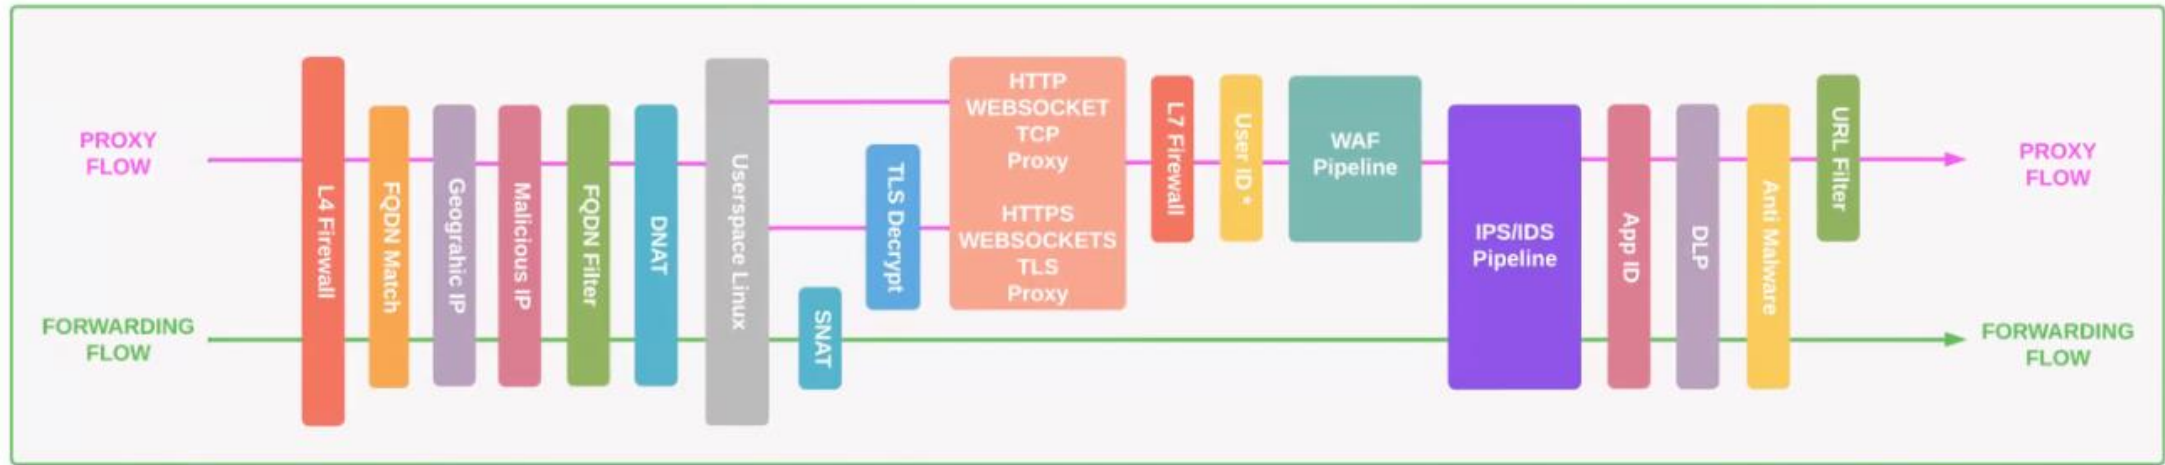 PROXY
FLOW
FORWARDING
FLOW
L4 Firewall
FQDN Match
Geograhic IP
Malicious IP
FQDN Filter
DNAT
Userspace Linux
SNAT
TLS Decrypt
HTTP
WEBSOCKET
TCP
Proxy
HTTPS
WEBSOCKETS
TLS
Proxy
L7 Firewall
User ID *
WAF
Pipeline
IPS/IDS
Pipeline
App ID
DLP
Anti Malware
URL Filter
PROXY
FLOW
FORWARDING
FLOW